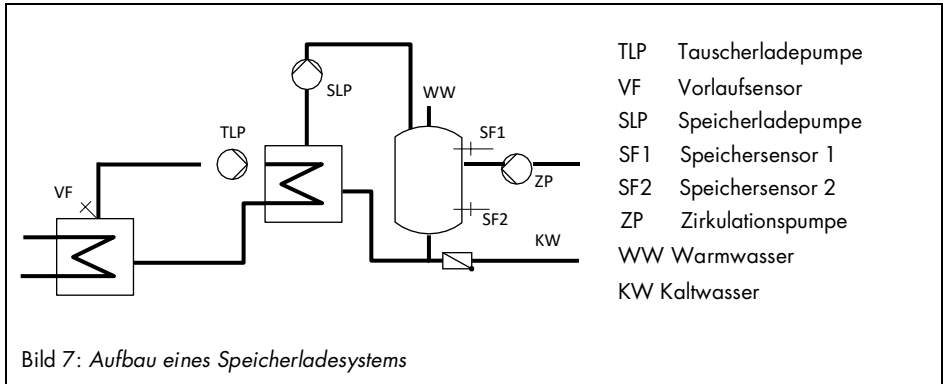 TLP Tauscherladepumpe
VF Vorlaufsensor
SLP Speicherladepumpe
SF1 Speichersensor 1
SF2 Speichersensor 2
ZP Zirkulationspumpe
WW Warmwasser
KW Kaltwasser
SLP
WW
TLP
SF1
ZP
VF
SF2
KW
Bild 7: Aufbau eines Speicherladesystems